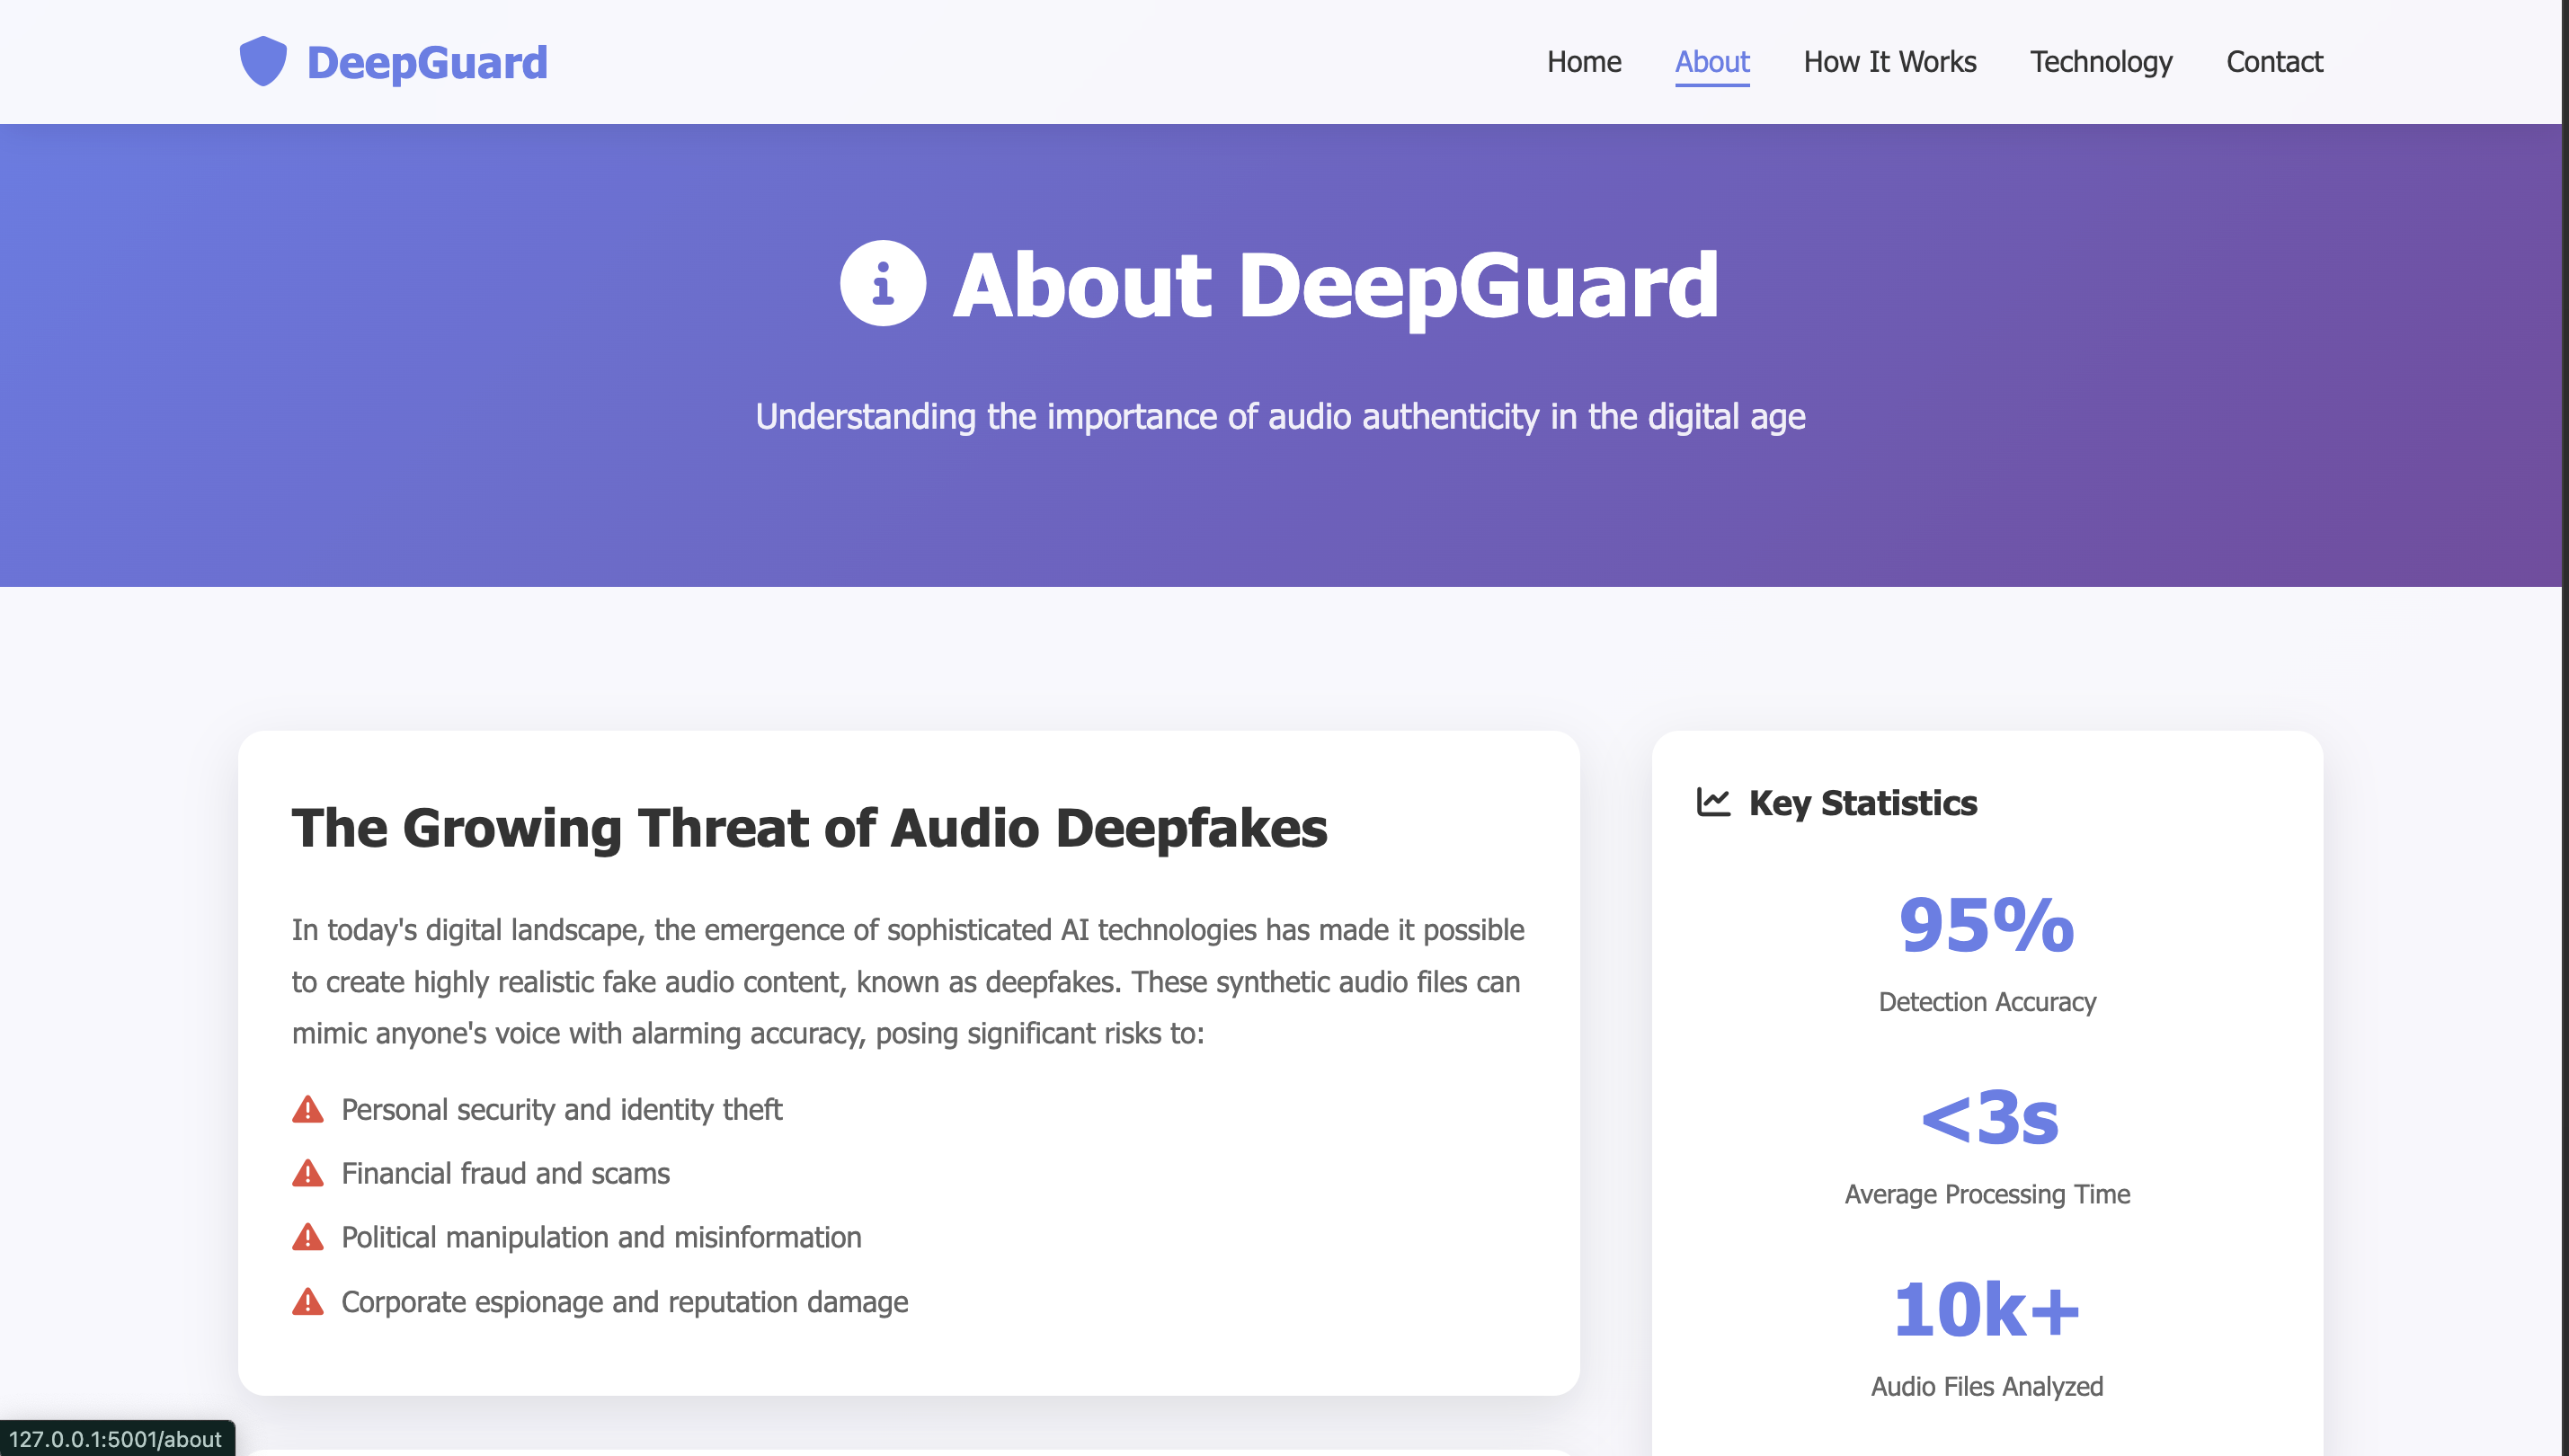 DeepGuard
Home About How It Works Technology Contact
About DeepGuard
Understanding the importance of audio authenticity in the digital age
The Growing Threat of Audio Deepfakes
In today's digital landscape, the emergence of sophisticated AI technologies has made it possible
to create highly realistic fake audio content, known as deepfakes. These synthetic audio files can
mimic anyone's voice with alarming accuracy, posing significant risks to:
Personal security and identity theft
Financial fraud and scams
Political manipulation and misinformation
Corporate espionage and reputation damage
Key Statistics
95%
Detection Accuracy
<3s
Average Processing Time
10k+
Audio Files Analyzed
127.0.0.1:5001/about